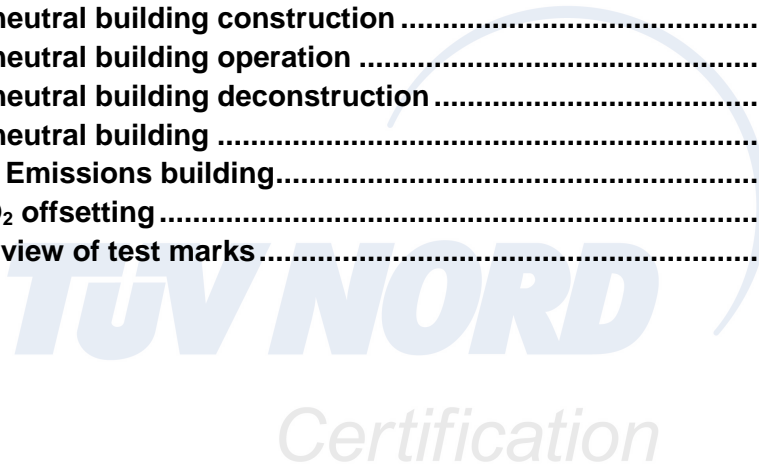 neutral building construction .............................................
neutral building operation ..................................................
neutral building deconstruction .........................................
neutral building ...................................................................
Emissions building............................................................
₂ offsetting ..........................................................................
view of test marks..............................................................
TÜV NORD
Certification